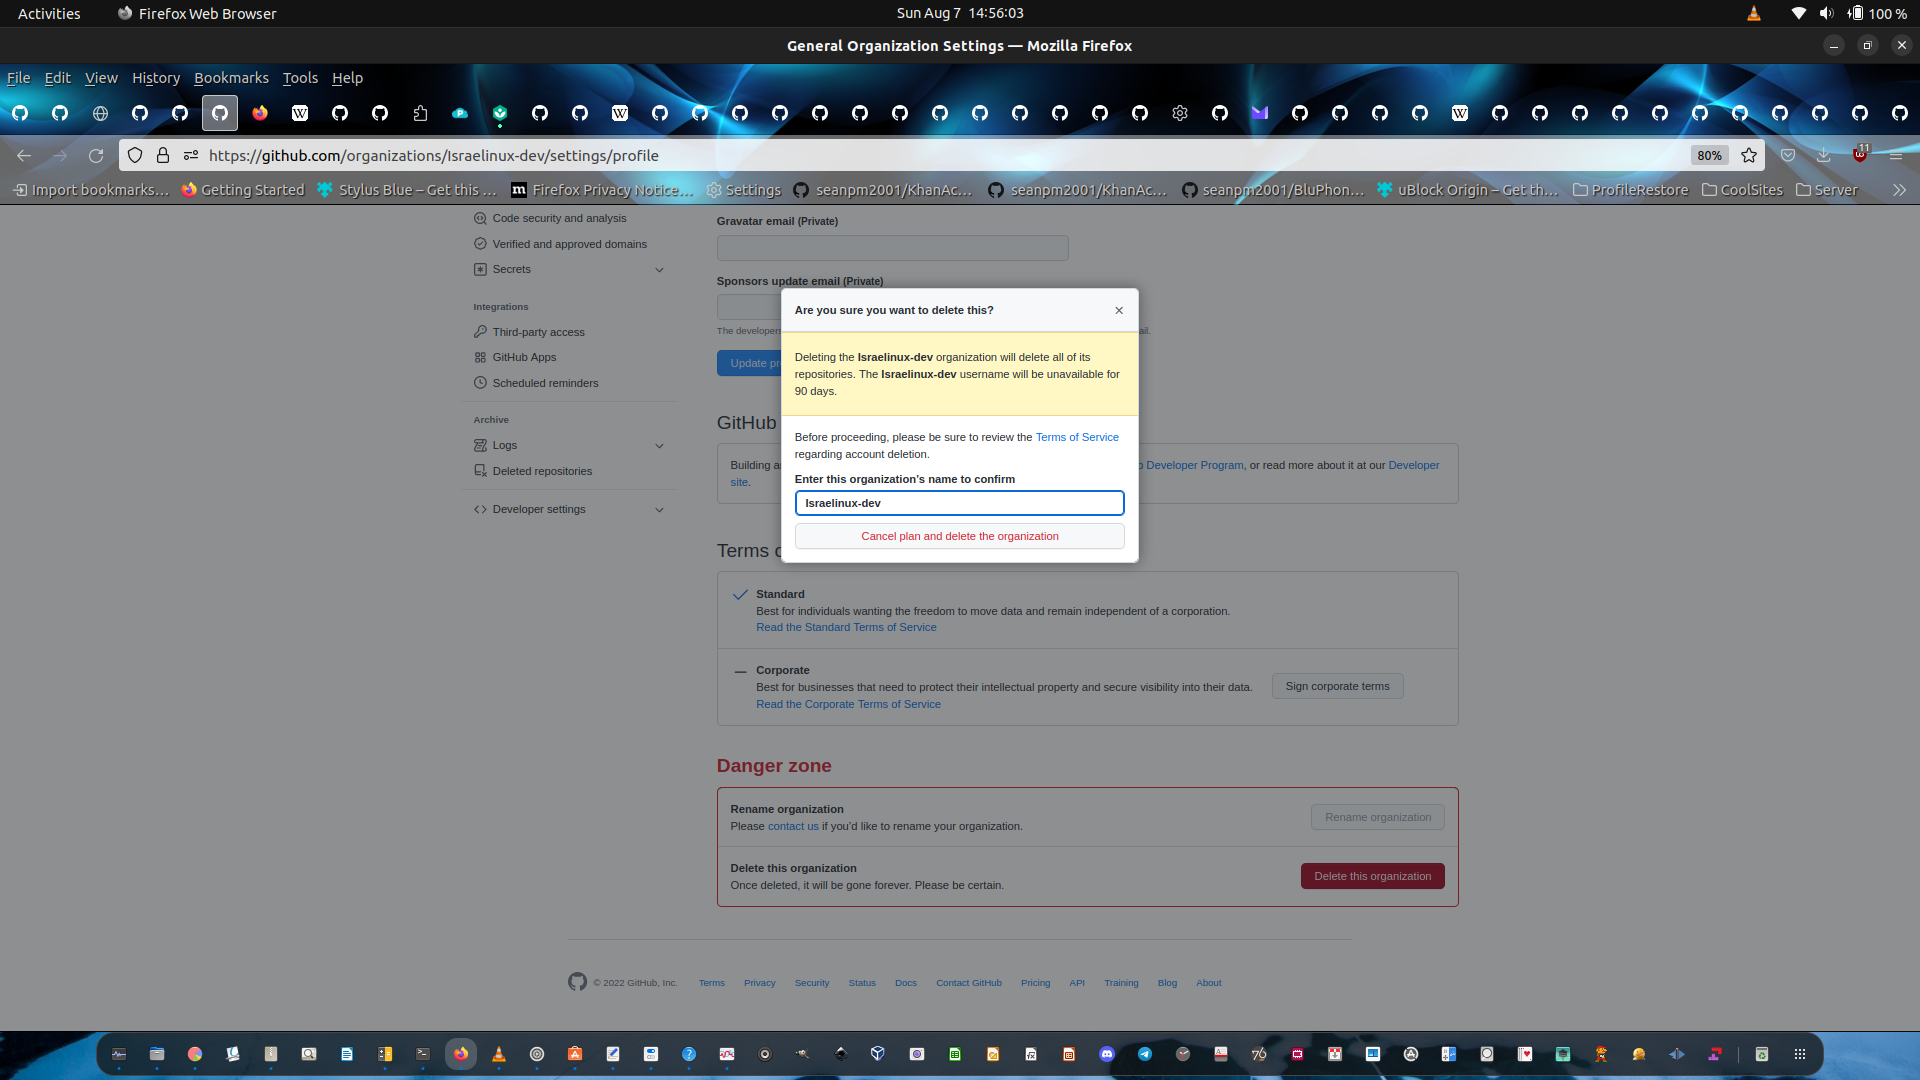 Activities
Firefox Web Browser
Sun Aug 7 14:56:03
100 %
General Organization Settings — Mozilla Firefox
File Edit View History Bookmarks Tools Help
https://github.com/organizations/Israelinux-dev/settings/profile
80%
11
Import bookmarks…
Getting Started
Stylus Blue – Get this …
Firefox Privacy Notice…
Settings
seanpm2001/KhanAc…
seanpm2001/KhanAc…
seanpm2001/BluPhon…
uBlock Origin – Get th…
ProfileRestore
CoolSites
Server
Code security and analysis
Verified and approved domains
Secrets
Integrations
Third-party access
GitHub Apps
Scheduled reminders
Archive
Logs
Deleted repositories
Developer settings
Gravatar email (Private)
Sponsors update email (Private)
The developer
ail.
Update pr
GitHub
Building a
o Developer Program, or read more about it at our Developer
site.
Are you sure you want to delete this?
Deleting the Israelinux-dev organization will delete all of its
repositories. The Israelinux-dev username will be unavailable for
90 days.
Before proceeding, please be sure to review the Terms of Service
regarding account deletion.
Enter this organization's name to confirm
Israelinux-dev
Cancel plan and delete the organization
Terms o
Standard
Best for individuals wanting the freedom to move data and remain independent of a corporation.
Read the Standard Terms of Service
Corporate
Best for businesses that need to protect their intellectual property and secure visibility into their data.
Read the Corporate Terms of Service
Sign corporate terms
Danger zone
Rename organization
Please contact us if you'd like to rename your organization.
Rename organization
Delete this organization
Once deleted, it will be gone forever. Please be certain.
Delete this organization
© 2022 GitHub, Inc.
Terms
Privacy
Security
Status
Docs
Contact GitHub
Pricing
API
Training
Blog
About